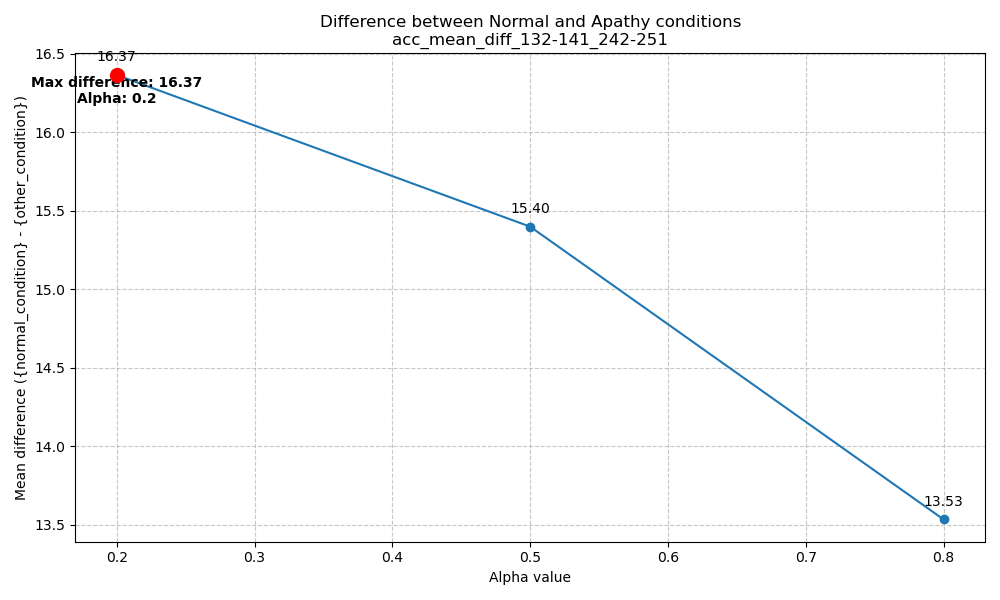 Difference between Normal and Apathy conditions
acc_mean_diff_132-141_242-251
16.37
Max difference: 16.37
Alpha: 0.2
15.40
13.53
Mean difference ({normal_condition} - {other_condition})
16.5
16.0
15.5
15.0
14.5
14.0
13.5
0.2 0.3 0.4 0.5 0.6 0.7 0.8
Alpha value